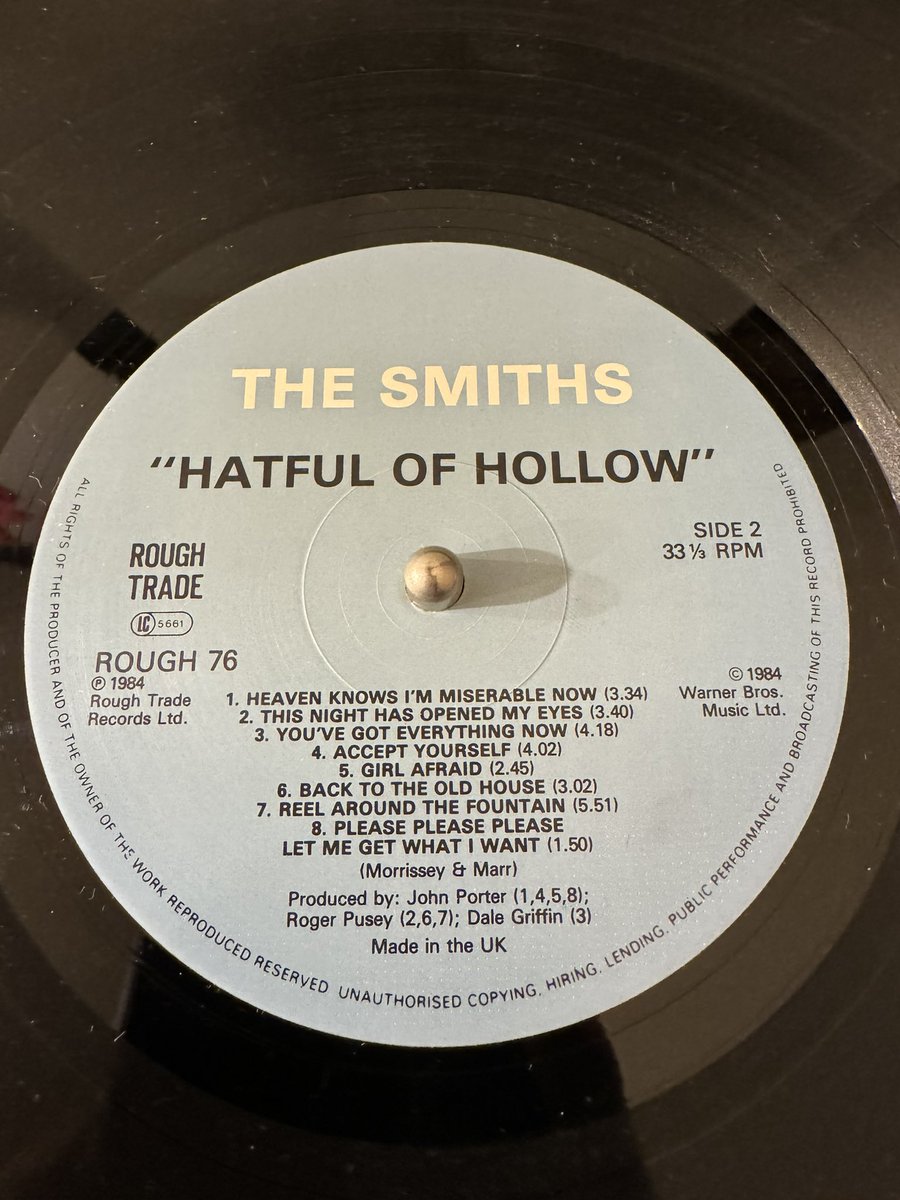 THE SMITHS
"HATFUL OF HOLLOW"
SIDE 2
33⅓ RPM
ROUGH
TRADE
LC 5661
ROUGH 76
℗ 1984
Rough Trade
Records Ltd.
© 1984
Warner Bros.
Music Ltd.
1. HEAVEN KNOWS I'M MISERABLE NOW (3.34)
2. THIS NIGHT HAS OPENED MY EYES (3.40)
3. YOU'VE GOT EVERYTHING NOW (4.18)
4. ACCEPT YOURSELF (4.02)
5. GIRL AFRAID (2.45)
6. BACK TO THE OLD HOUSE (3.02)
7. REEL AROUND THE FOUNTAIN (5.51)
8. PLEASE PLEASE PLEASE
LET ME GET WHAT I WANT (1.50)
(Morrissey & Marr)
Produced by: John Porter (1,4,5,8);
Roger Pusey (2,6,7); Dale Griffin (3)
Made in the UK
ALL RIGHTS OF THE PRODUCER AND OF THE OWNER OF THE WORK REPRODUCED RESERVED UNAUTHORISED COPYING, HIRING, LENDING, PUBLIC PERFORMANCE AND BROADCASTING OF THIS RECORD PROHIBITED